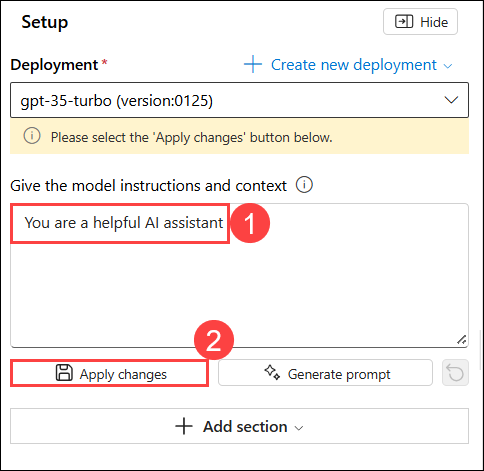 Setup
Hide
Deployment *
Create new deployment
gpt-35-turbo (version:0125)
Please select the 'Apply changes' button below.
Give the model instructions and context
You are a helpful AI assistant
1
2
Apply changes
Generate prompt
Add section